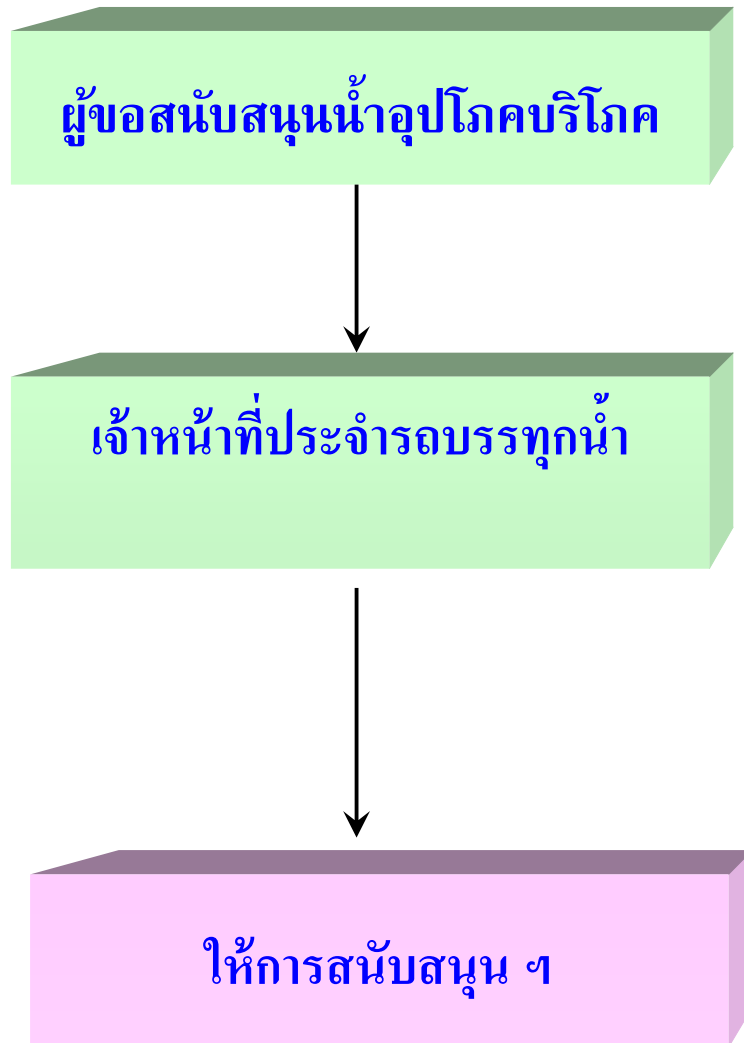 ผู้ขอสนับสนุนน้ำอุปโภคบริโภค
เจ้าหน้าที่ประจำรถบรรทุกน้ำ
ให้การสนับสนุน ฯ